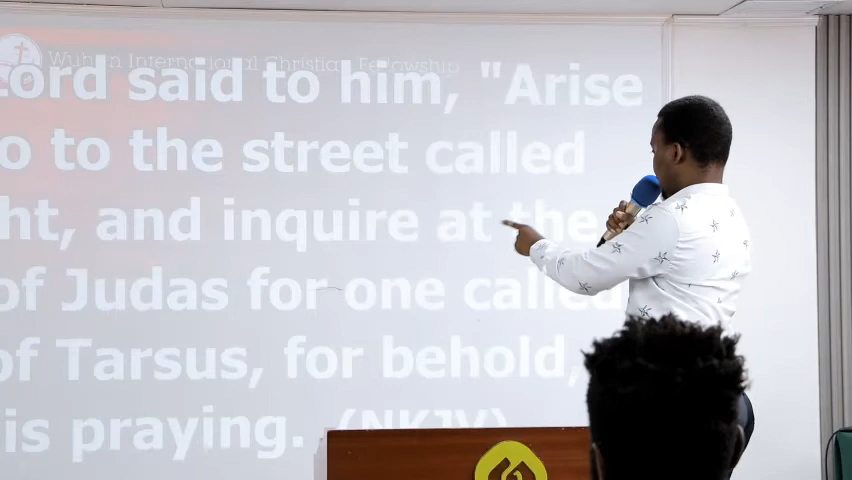 Wuhan International Christian Fellowship
Lord said to him, "Arise
o to the street called
ht, and inquire at the
of Judas for one called
of Tarsus, for behold,
is praying. (NKJV)